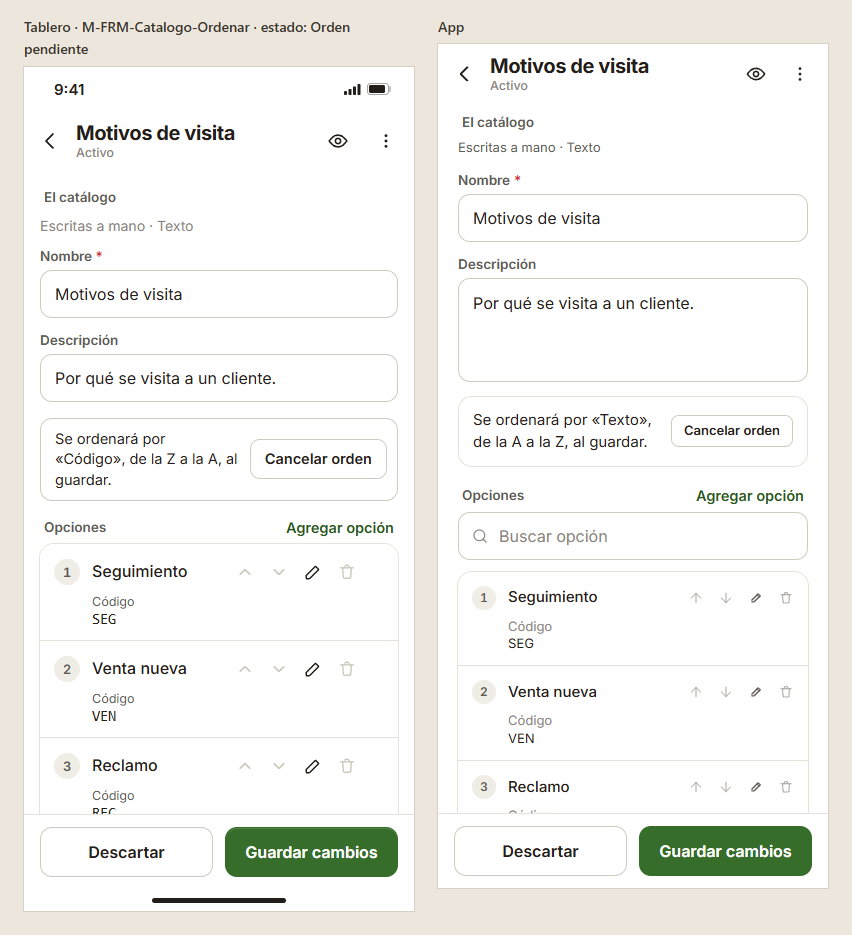 Tablero · M-FRM-Catalogo-Ordenar · estado: Orden
pendiente
9:41
Motivos de visita
Activo
El catálogo
Escritas a mano · Texto
Nombre *
Motivos de visita
Descripción
Por qué se visita a un cliente.
Se ordenará por
«Código», de la Z a la A, al
guardar.
Cancelar orden
Opciones
Agregar opción
1 Seguimiento
Código
SEG
2 Venta nueva
Código
VEN
3 Reclamo
Código
REC
Descartar
Guardar cambios
App
Motivos de visita
Activo
El catálogo
Escritas a mano · Texto
Nombre *
Motivos de visita
Descripción
Por qué se visita a un cliente.
Se ordenará por «Texto»,
de la A a la Z, al guardar.
Cancelar orden
Opciones
Agregar opción
Buscar opción
1 Seguimiento
Código
SEG
2 Venta nueva
Código
VEN
3 Reclamo
Código
Descartar
Guardar cambios